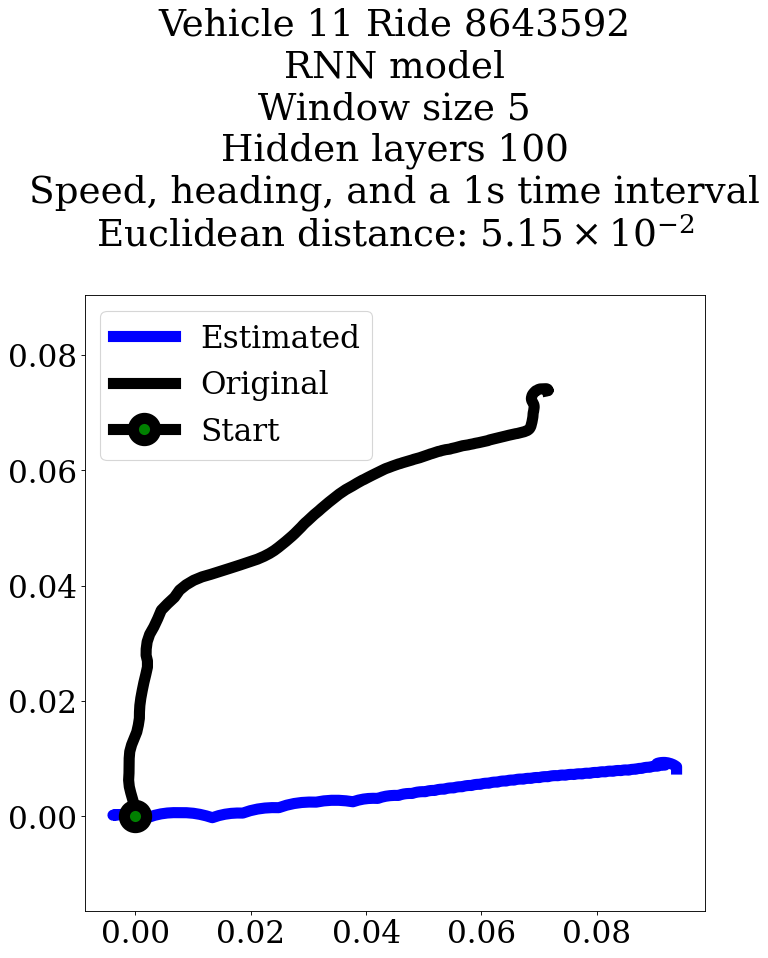 Vehicle 11 Ride 8643592
RNN model
Window size 5
Hidden layers 100
Speed, heading, and a 1s time interval
Euclidean distance: 5.15 × 10⁻²
Estimated
Original
Start
0.08
0.06
0.04
0.02
0.00
0.00 0.02 0.04 0.06 0.08